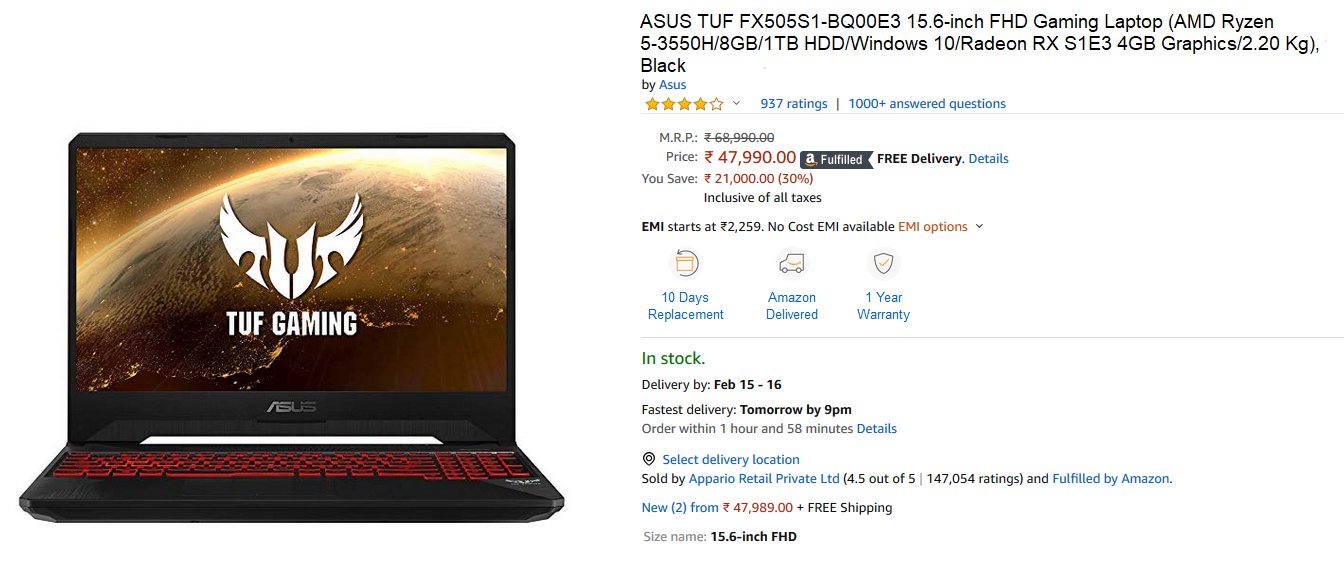 ASUS TUF FX505S1-BQ00E3 15.6-inch FHD Gaming Laptop (AMD Ryzen
5-3550H/8GB/1TB HDD/Windows 10/Radeon RX S1E3 4GB Graphics/2.20 Kg),
Black
by Asus
937 ratings | 1000+ answered questions
M.R.P.: ₹ 68,990.00
Price: ₹ 47,990.00 a Fulfilled FREE Delivery. Details
You Save: ₹ 21,000.00 (30%)
Inclusive of all taxes
EMI starts at ₹2,259. No Cost EMI available EMI options
10 Days
Replacement
Amazon
Delivered
1 Year
Warranty
In stock.
Delivery by: Feb 15 - 16
Fastest delivery: Tomorrow by 9pm
Order within 1 hour and 58 minutes Details
Select delivery location
Sold by Appario Retail Private Ltd (4.5 out of 5 | 147,054 ratings) and Fulfilled by Amazon.
New (2) from ₹ 47,989.00 + FREE Shipping
Size name: 15.6-inch FHD
TUF GAMING
ASUS